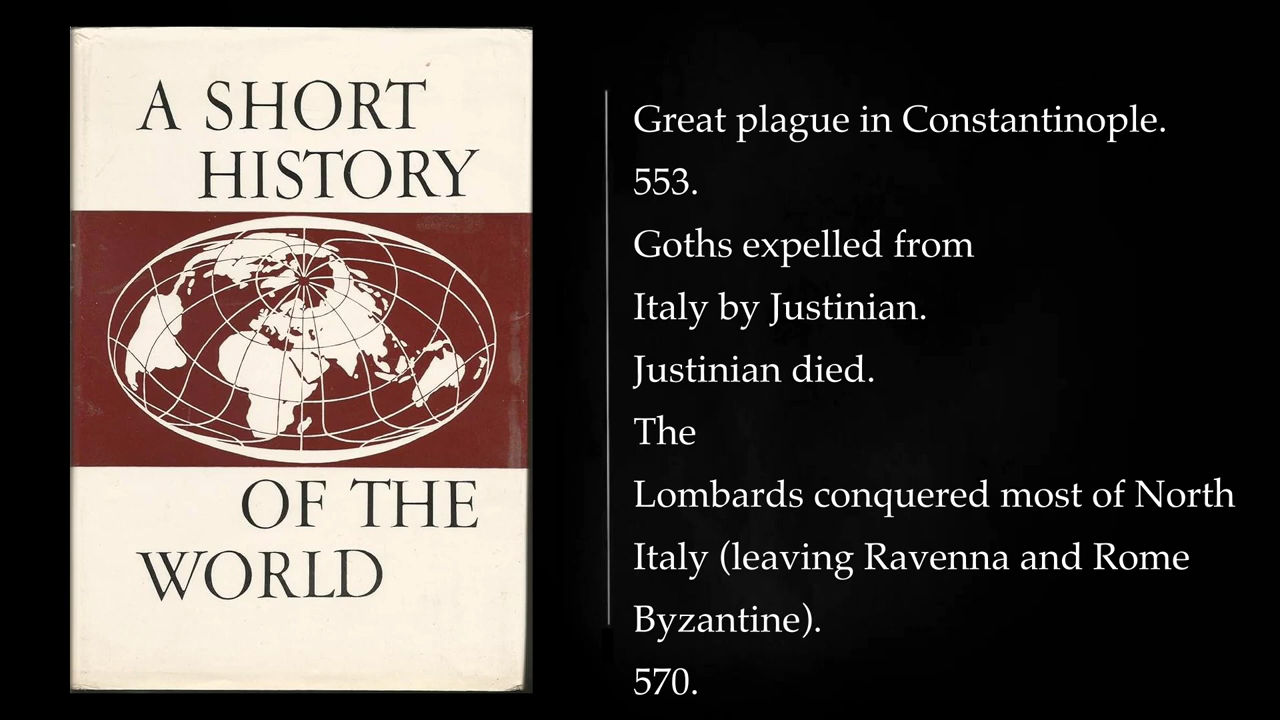 A SHORT
HISTORY
OF THE
WORLD
Great plague in Constantinople.
553.
Goths expelled from
Italy by Justinian.
Justinian died.
The
Lombards conquered most of North
Italy (leaving Ravenna and Rome
Byzantine).
570.